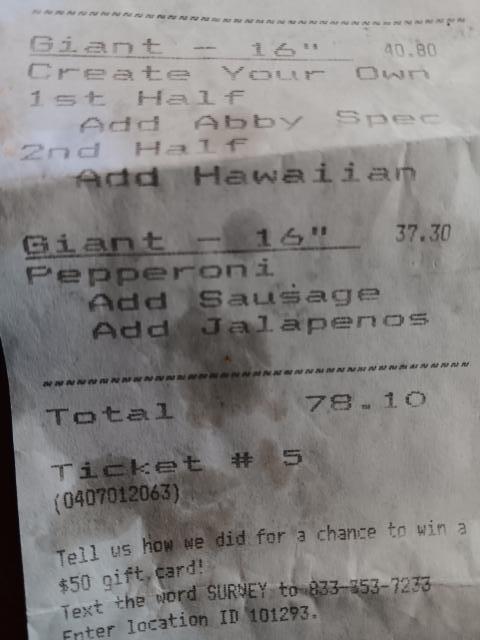 Giant - 16" 40.80
Create Your Own
1st Half
Add Abby Spec
2nd Half
Add Hawaiian
Giant - 16" 37.30
Pepperoni
Add Sausage
Add Jalapenos
Total 78.10
Ticket # 5
(0407012063)
Tell us how we did for a chance to win a
$50 gift card!
Text the word SURVEY to 833-353-7233
Enter location ID 101293.